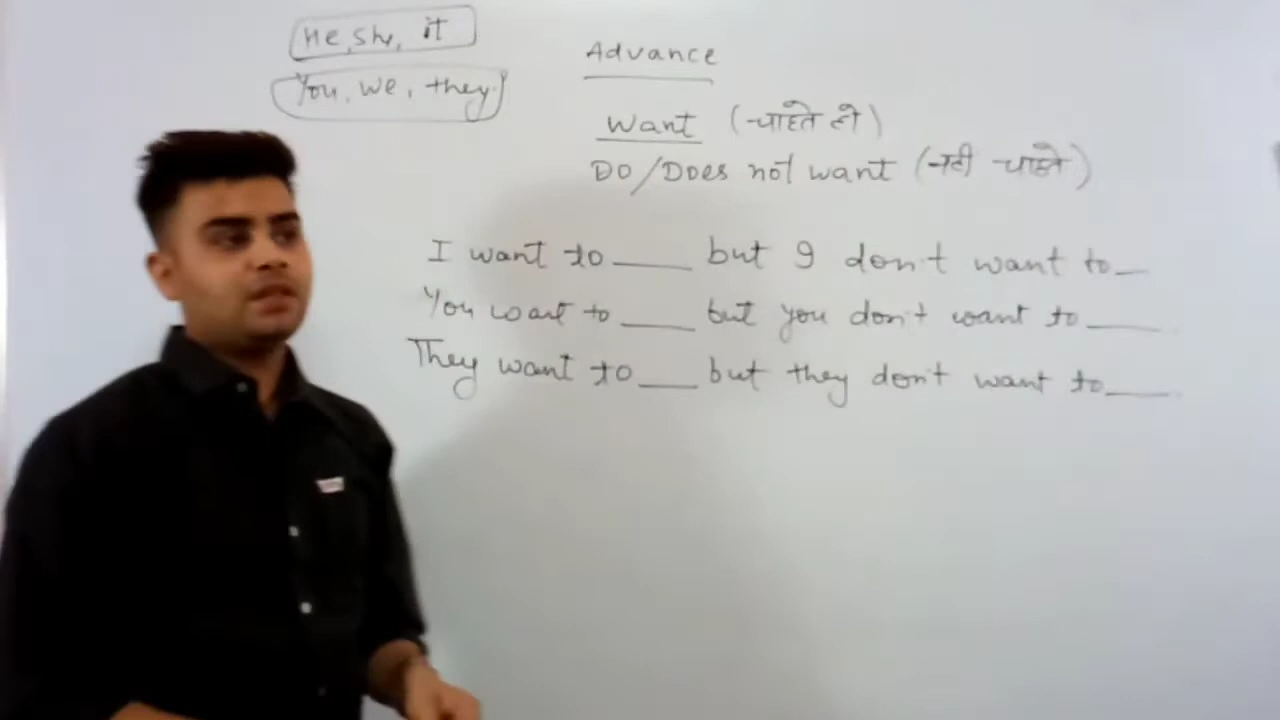 He, she, it
You, we, they
Advance
Want (चाहते हो)
DO/Does not want (नही चाहते)
I want to ____ but I don't want to __
You want to ____ but you don't want to ____
They want to ____ but they don't want to ____